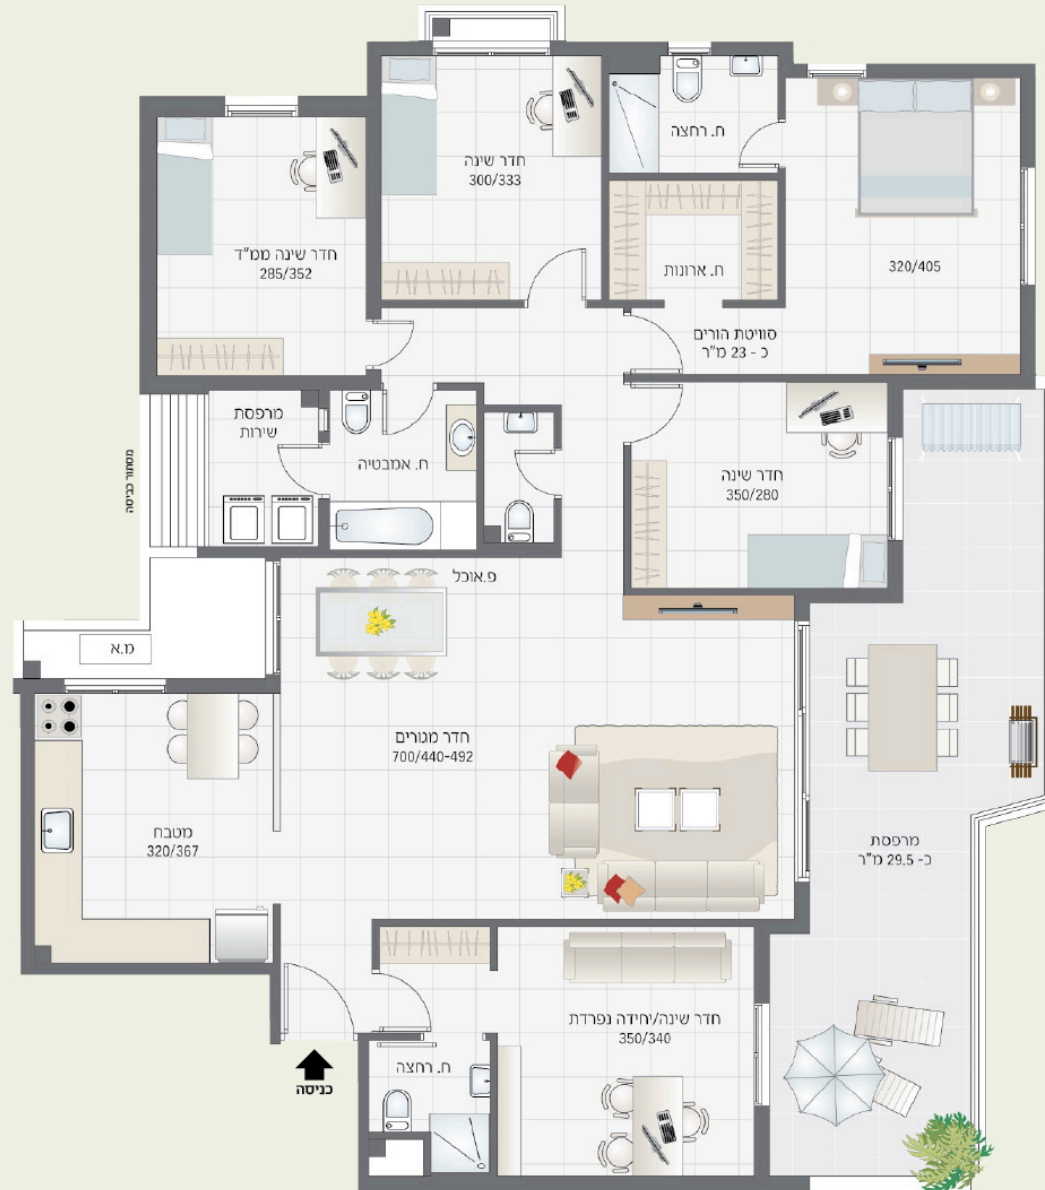 ח. רחצה
חדר שינה
300/333
חדר שינה ממ"ד
285/352
ח. ארונות
320/405
סוויטת הורים
כ - 23 מ"ר
מרפסת
שירות
ח. אמבטיה
חדר שינה
350/280
מסתור כביסה
פ.אוכל
מ.א
חדר מגורים
700/440-492
מטבח
320/367
מרפסת
כ- 29.5 מ"ר
חדר שינה/יחידה נפרדת
350/340
ח. רחצה
כניסה